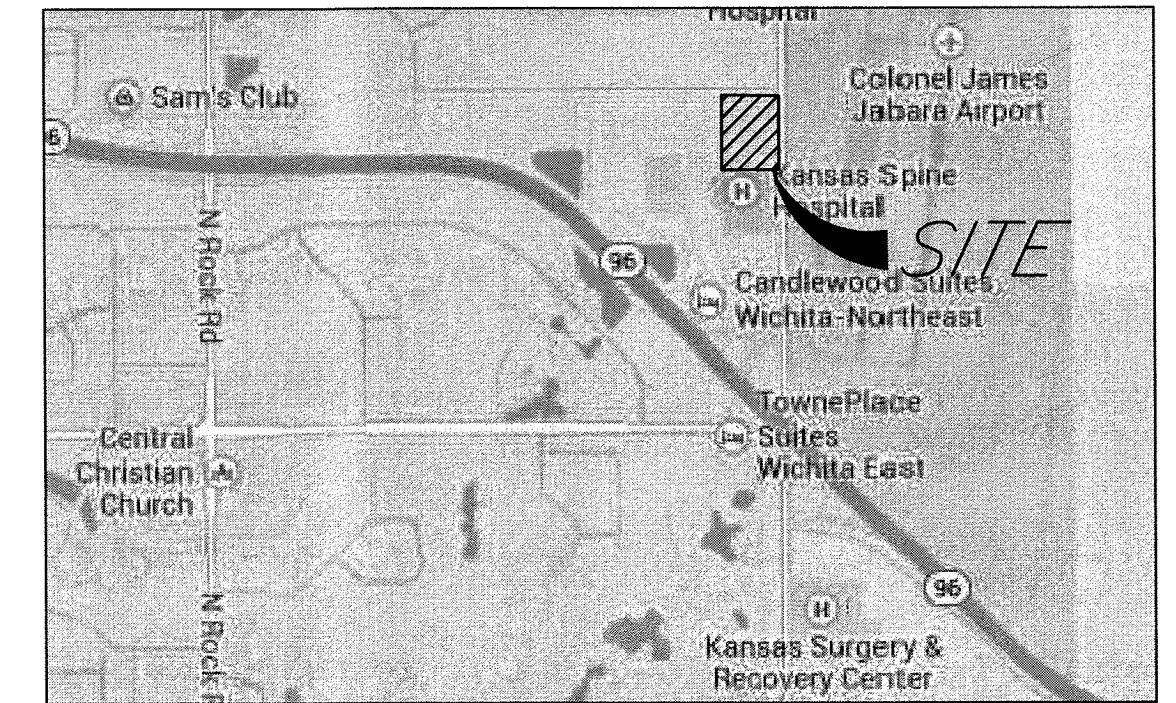 Hospital
Colonel James
Jabara Airport
Sam's Club
96
Kansas Spine
Hospital
SITE
N Rock Rd
96
Candlewood Suites,
Wichita-Northeast
TownePlace
Suites
Wichita East
Central
Christian
Church
96
N Rock R
Kansas Surgery &
Recovery Center